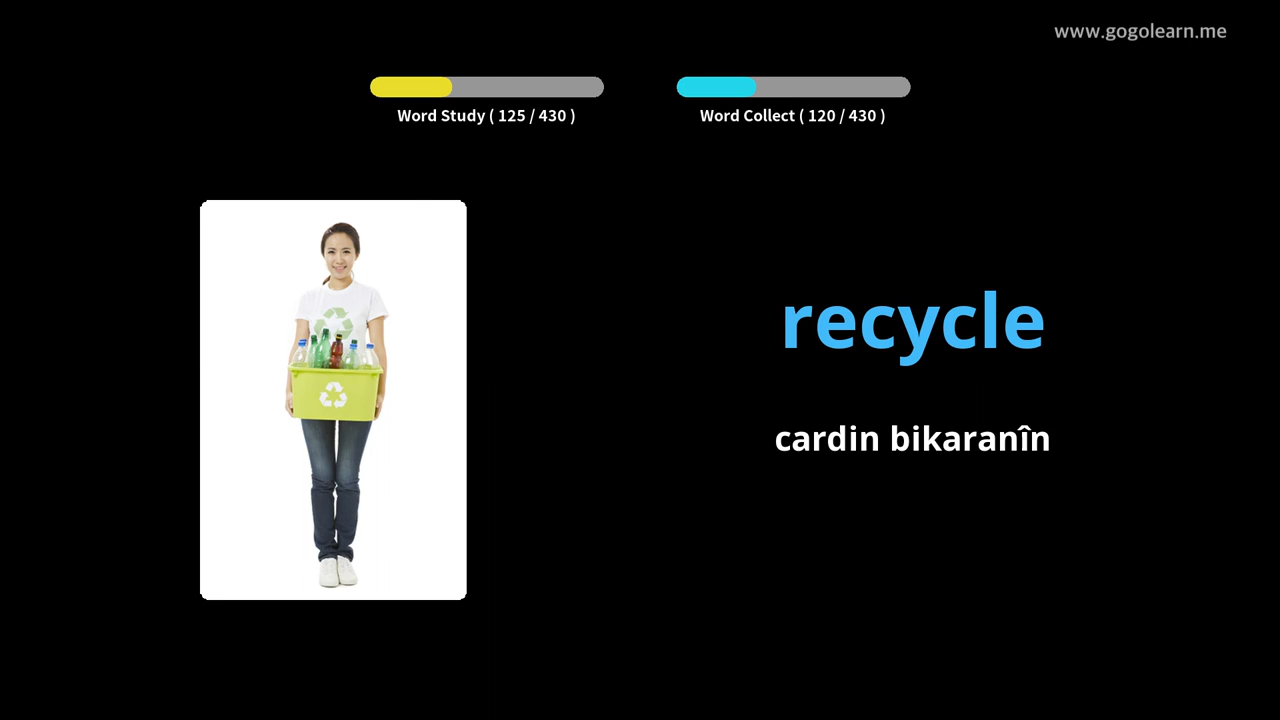 www.gogolearn.me
Word Study ( 125 / 430 )
Word Collect ( 120 / 430 )
recycle
cardin bikaranîn